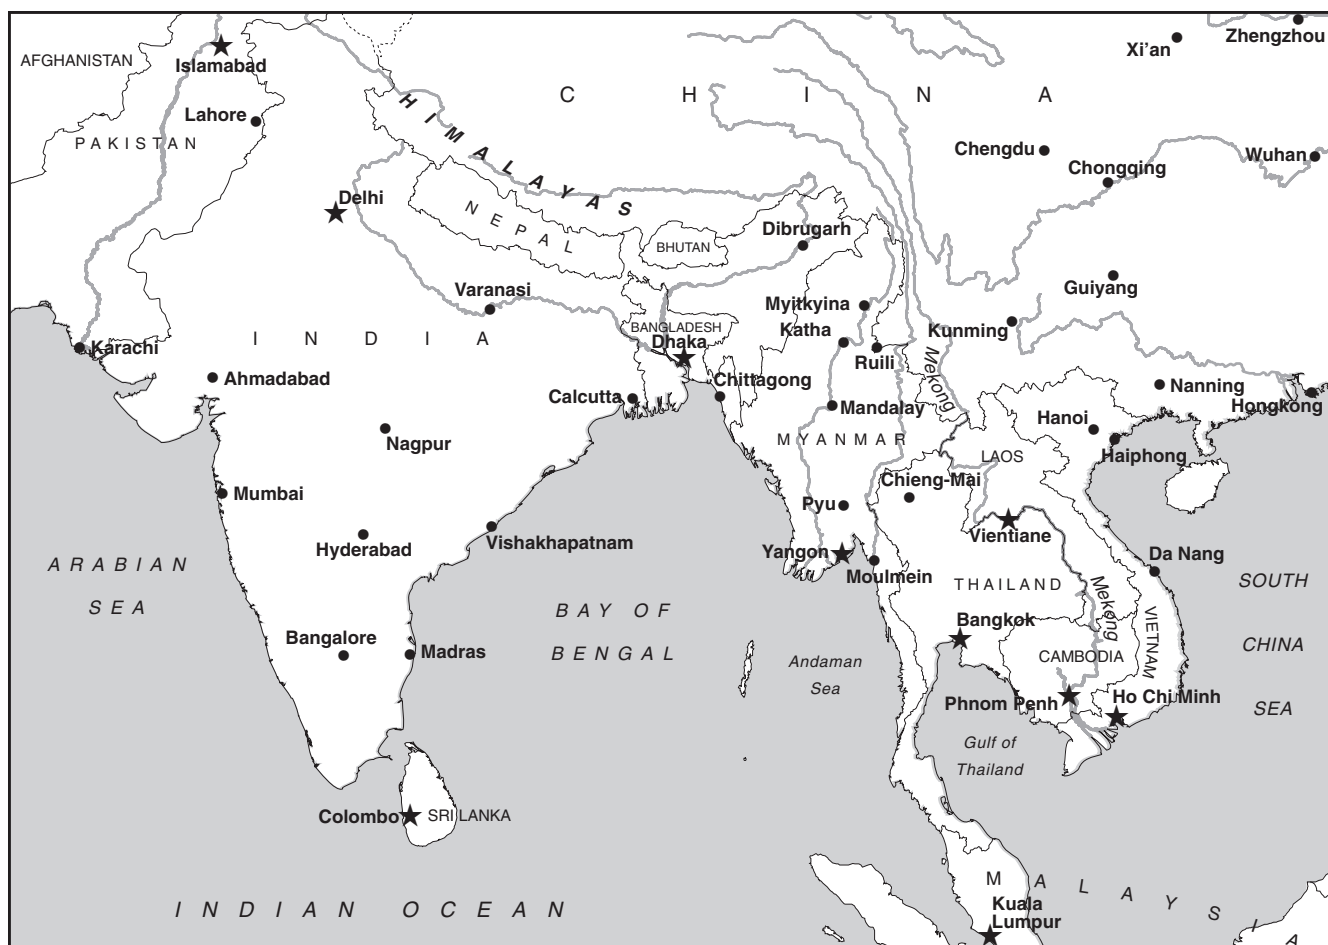 Zhengzhou
Xi'an
AFGHANISTAN
Islamabad
C H I N A
HIMALAYAS
Lahore
PAKISTAN
Chengdu
Wuhan
Chongqing
Delhi
NEPAL
Dibrugarh
BHUTAN
Guiyang
Varanasi
Myitkyina
Katha
Kunming
BANGLADESH
Dhaka
INDIA
Karachi
Ruili
Mekong
Ahmadabad
Chittagong
Nanning
Calcutta
Mandalay
Hongkong
Hanoi
Nagpur
MYANMAR
LAOS
Haiphong
Chieng-Mai
Mumbai
Pyu
Vientiane
Hyderabad
Vishakhapatnam
Yangon
Da Nang
ARABIAN
SEA
Moulmein
THAILAND
Mekong
SOUTH
CHINA
SEA
BAY OF
BENGAL
Bangkok
VIETNAM
Bangalore
Madras
Andaman
Sea
CAMBODIA
Phnom Penh
Ho Chi Minh
Gulf of
Thailand
Colombo
SRI LANKA
MALAYSIA
Kuala
Lumpur
INDIAN OCEAN